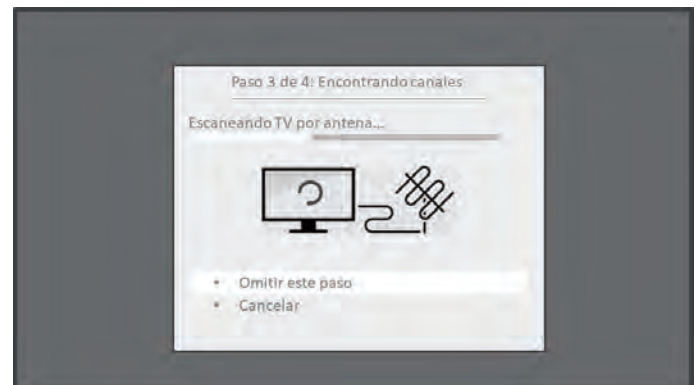 Paso 3 de 4: Encontrando canales
Escaneando TV por antena...
• Omitir este paso
• Cancelar